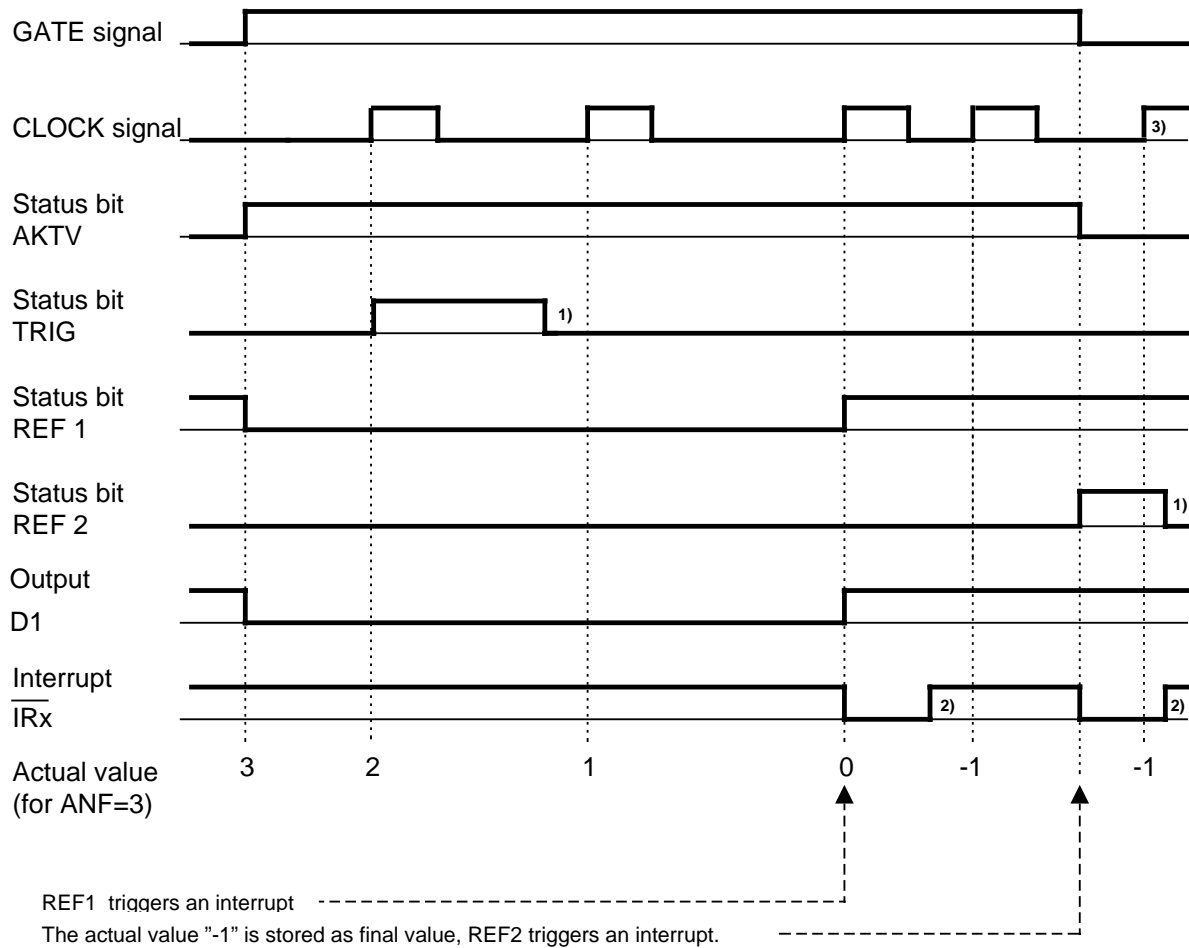 GATE signal
CLOCK signal
3)
Status bit
AKTV
Status bit
TRIG
1)
Status bit
REF 1
Status bit
REF 2
1)
Output
D1
Interrupt
IRx
2)
2)
Actual value
(for ANF=3)
3 2 1 0 -1 -1
REF1 triggers an interrupt
The actual value ”-1” is stored as final value, REF2 triggers an interrupt.